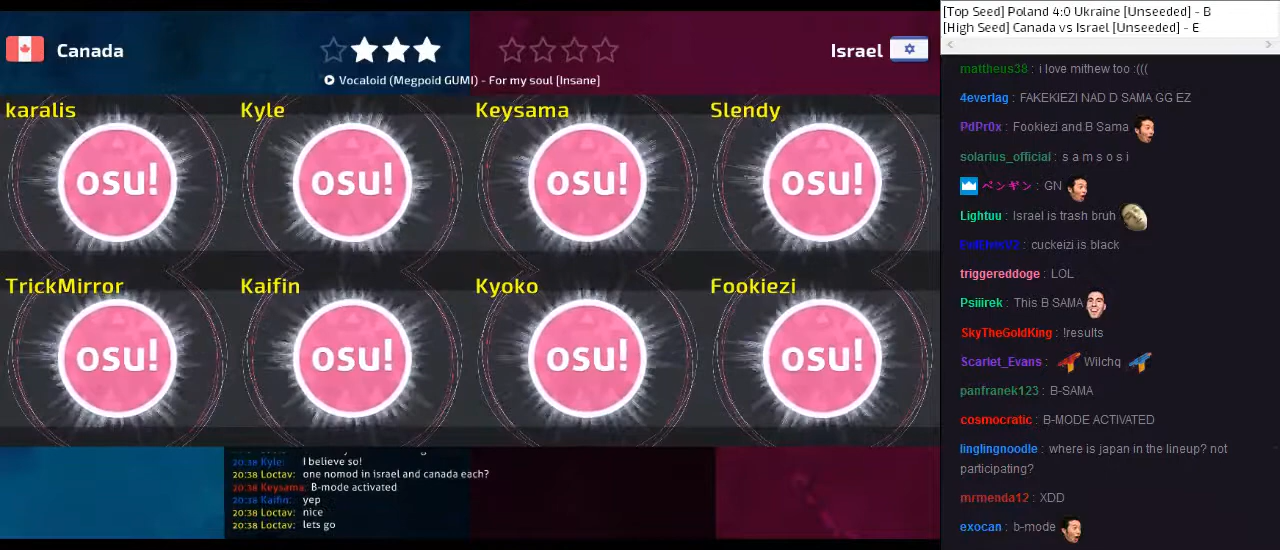 [Top Seed] Poland 4:0 Ukraine [Unseeded] - B
[High Seed] Canada vs Israel [Unseeded] - E
Canada
Israel
Vocaloid (Megpoid GUMI) - For my soul [Insane]
karalis
Kyle
Keysama
Slendy
osu!
osu!
osu!
osu!
TrickMirror
Kaifin
Kyoko
Fookiezi
osu!
osu!
osu!
osu!
20:38 Kyle: I believe so!
20:38 Loctav: one nomod in israel and canada each?
20:38 Keysama: B-mode activated
20:38 Kaifin: yep
20:38 Loctav: nice
20:38 Loctav: lets go
mattheus38 : i love mithew too :(((
4everlag : FAKEKIEZI NAD D SAMA GG EZ
PdPr0x : Fookiezi and B Sama
solarius_official : s a m s o s i
ペンギン : GN
Lightuu : Israel is trash bruh
: cuckeizi is black
triggereddoge : LOL
Psiiirek : This B SAMA
SkyTheGoldKing : !results
Scarlet_Evans : Wilchq
panfranek123 : B-SAMA
cosmocratic : B-MODE ACTIVATED
linglingnoodle : where is japan in the lineup? not
participating?
mrmenda12 : XDD
exocan : b-mode